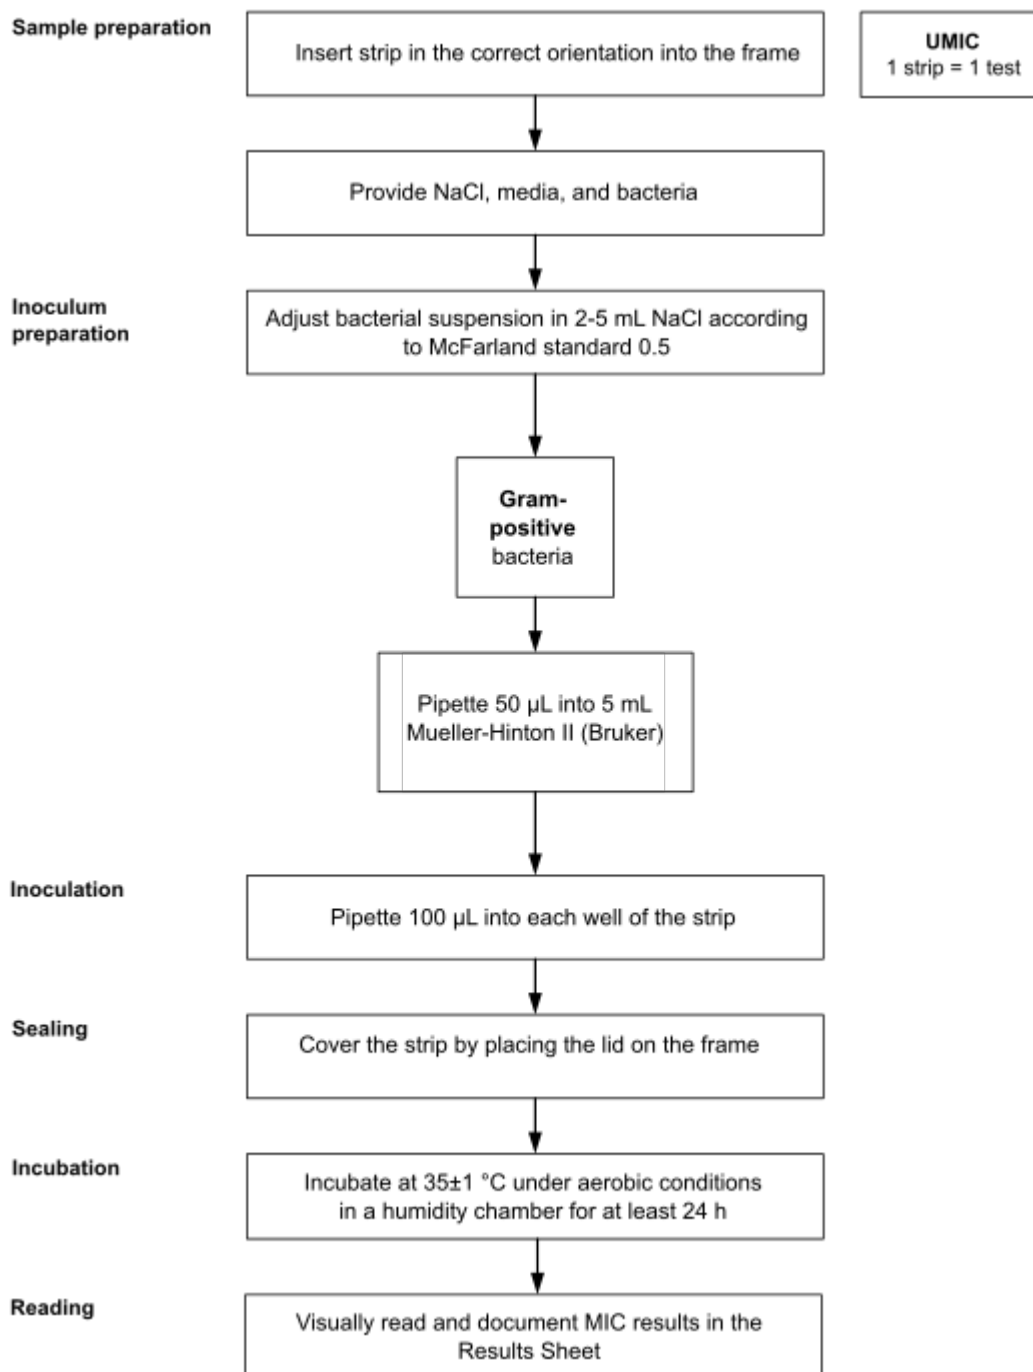 Sample preparation
Insert strip in the correct orientation into the frame
UMIC
1 strip = 1 test
Provide NaCl, media, and bacteria
Inoculum
preparation
Adjust bacterial suspension in 2-5 mL NaCl according
to McFarland standard 0.5
Gram-
positive
bacteria
Pipette 50 µL into 5 mL
Mueller-Hinton II (Bruker)
Inoculation
Pipette 100 µL into each well of the strip
Sealing
Cover the strip by placing the lid on the frame
Incubation
Incubate at 35±1 °C under aerobic conditions
in a humidity chamber for at least 24 h
Reading
Visually read and document MIC results in the
Results Sheet